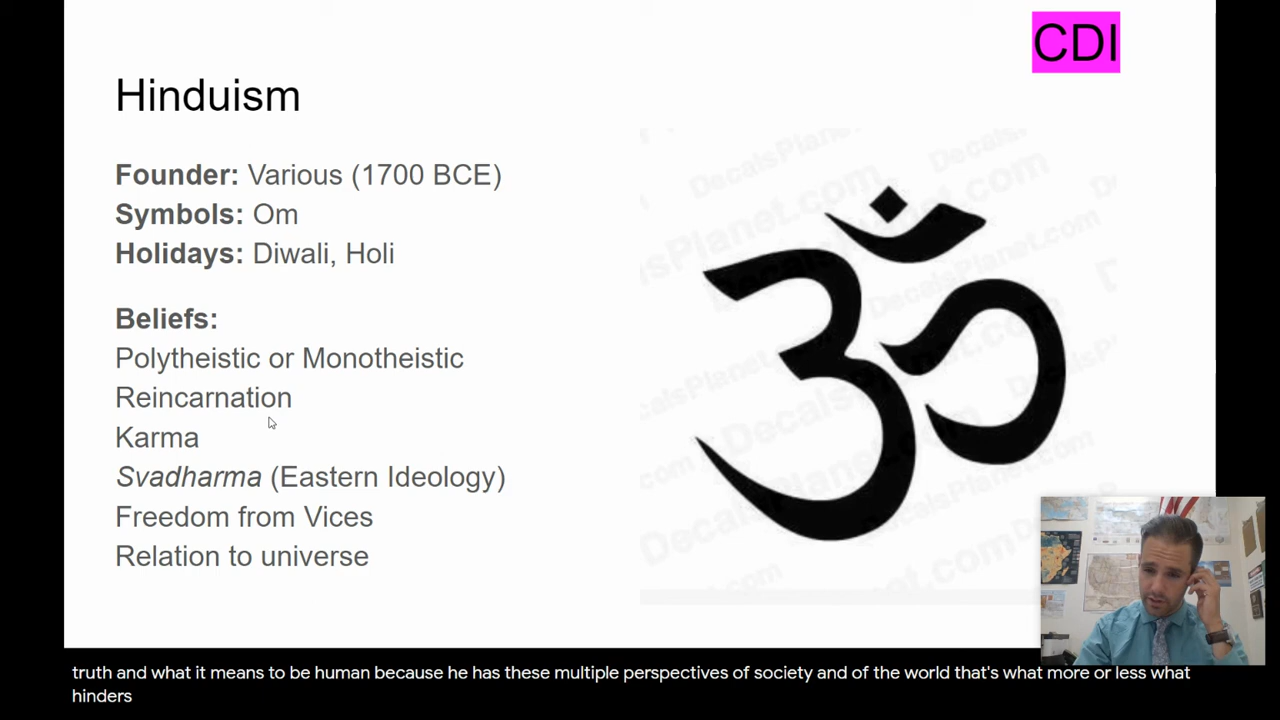 CDI
Hinduism
Founder: Various (1700 BCE)
Symbols: Om
Holidays: Diwali, Holi
Beliefs:
Polytheistic or Monotheistic
Reincarnation
Karma
Svadharma (Eastern Ideology)
Freedom from Vices
Relation to universe
ॐ
DecalsPlanet.com
truth and what it means to be human because he has these multiple perspectives of society and of the world that's what more or less what
hinders